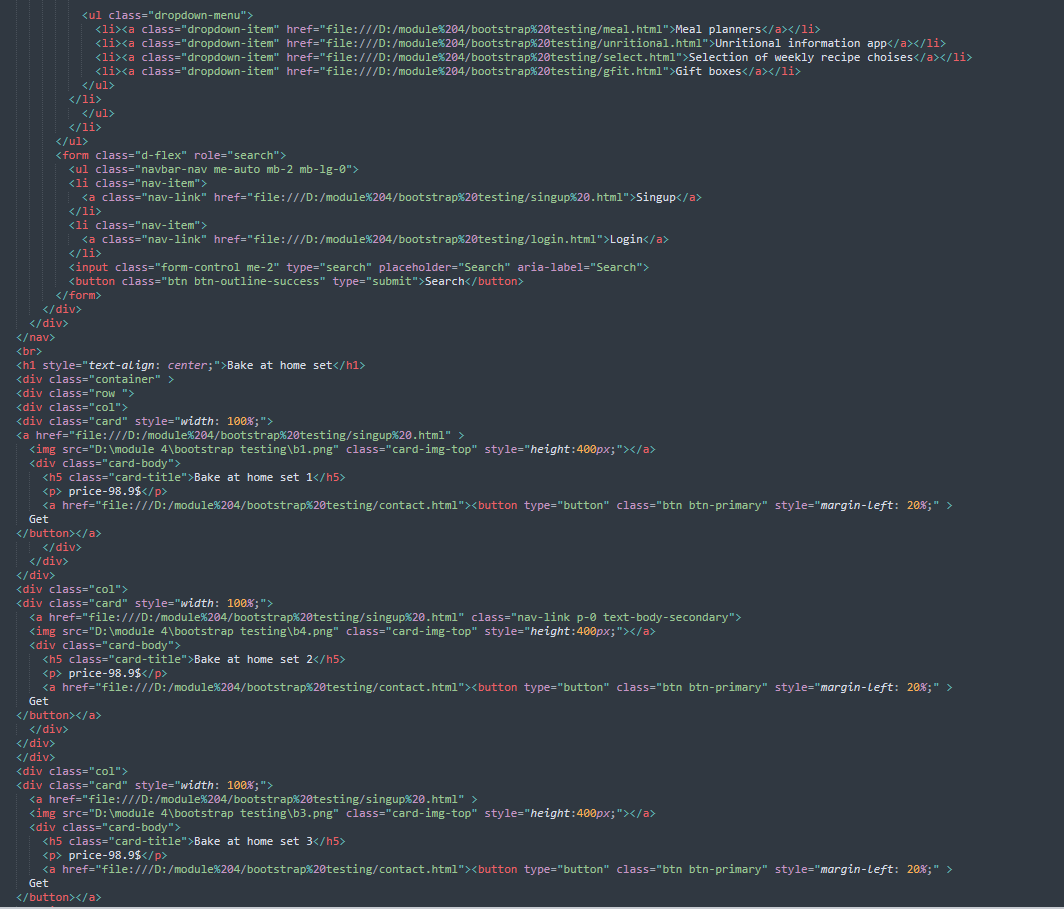 <ul class="dropdown-menu">
<li><a class="dropdown-item" href="file:///D:/module%204/bootstrap%20testing/meal.html">Meal planners</a></li>
<li><a class="dropdown-item" href="file:///D:/module%204/bootstrap%20testing/unritional.html">Unritional information app</a></li>
<li><a class="dropdown-item" href="file:///D:/module%204/bootstrap%20testing/select.html">Selection of weekly recipe choises</a></li>
<li><a class="dropdown-item" href="file:///D:/module%204/bootstrap%20testing/gfit.html">Gift boxes</a></li>
</ul>
</li>
</ul>
</li>
</ul>
<form class="d-flex" role="search">
<ul class="navbar-nav me-auto mb-2 mb-lg-0">
<li class="nav-item">
<a class="nav-link" href="file:///D:/module%204/bootstrap%20testing/singup%20.html">Singup</a>
</li>
<li class="nav-item">
<a class="nav-link" href="file:///D:/module%204/bootstrap%20testing/login.html">Login</a>
</li>
<input class="form-control me-2" type="search" placeholder="Search" aria-label="Search">
<button class="btn btn-outline-success" type="submit">Search</button>
</form>
</div>
</div>
</nav>
<br>
<h1 style="text-align: center;">Bake at home set</h1>
<div class="container" >
<div class="row ">
<div class="col">
<div class="card" style="width: 100%;">
<a href="file:///D:/module%204/bootstrap%20testing/singup%20.html" >
<img src="D:\module 4\bootstrap testing\b1.png" class="card-img-top" style="height:400px;"></a>
<div class="card-body">
<h5 class="card-title">Bake at home set 1</h5>
<p> price-98.9$</p>
<a href="file:///D:/module%204/bootstrap%20testing/contact.html"><button type="button" class="btn btn-primary" style="margin-left: 20%;" >
Get
</button></a>
</div>
</div>
</div>
<div class="col">
<div class="card" style="width: 100%;">
<a href="file:///D:/module%204/bootstrap%20testing/singup%20.html" class="nav-link p-0 text-body-secondary">
<img src="D:\module 4\bootstrap testing\b4.png" class="card-img-top" style="height:400px;"></a>
<div class="card-body">
<h5 class="card-title">Bake at home set 2</h5>
<p> price-98.9$</p>
<a href="file:///D:/module%204/bootstrap%20testing/contact.html"><button type="button" class="btn btn-primary" style="margin-left: 20%;" >
Get
</button></a>
</div>
</div>
</div>
<div class="col">
<div class="card" style="width: 100%;">
<a href="file:///D:/module%204/bootstrap%20testing/singup%20.html" >
<img src="D:\module 4\bootstrap testing\b3.png" class="card-img-top" style="height:400px;"></a>
<div class="card-body">
<h5 class="card-title">Bake at home set 3</h5>
<p> price-98.9$</p>
<a href="file:///D:/module%204/bootstrap%20testing/contact.html"><button type="button" class="btn btn-primary" style="margin-left: 20%;" >
Get
</button></a>